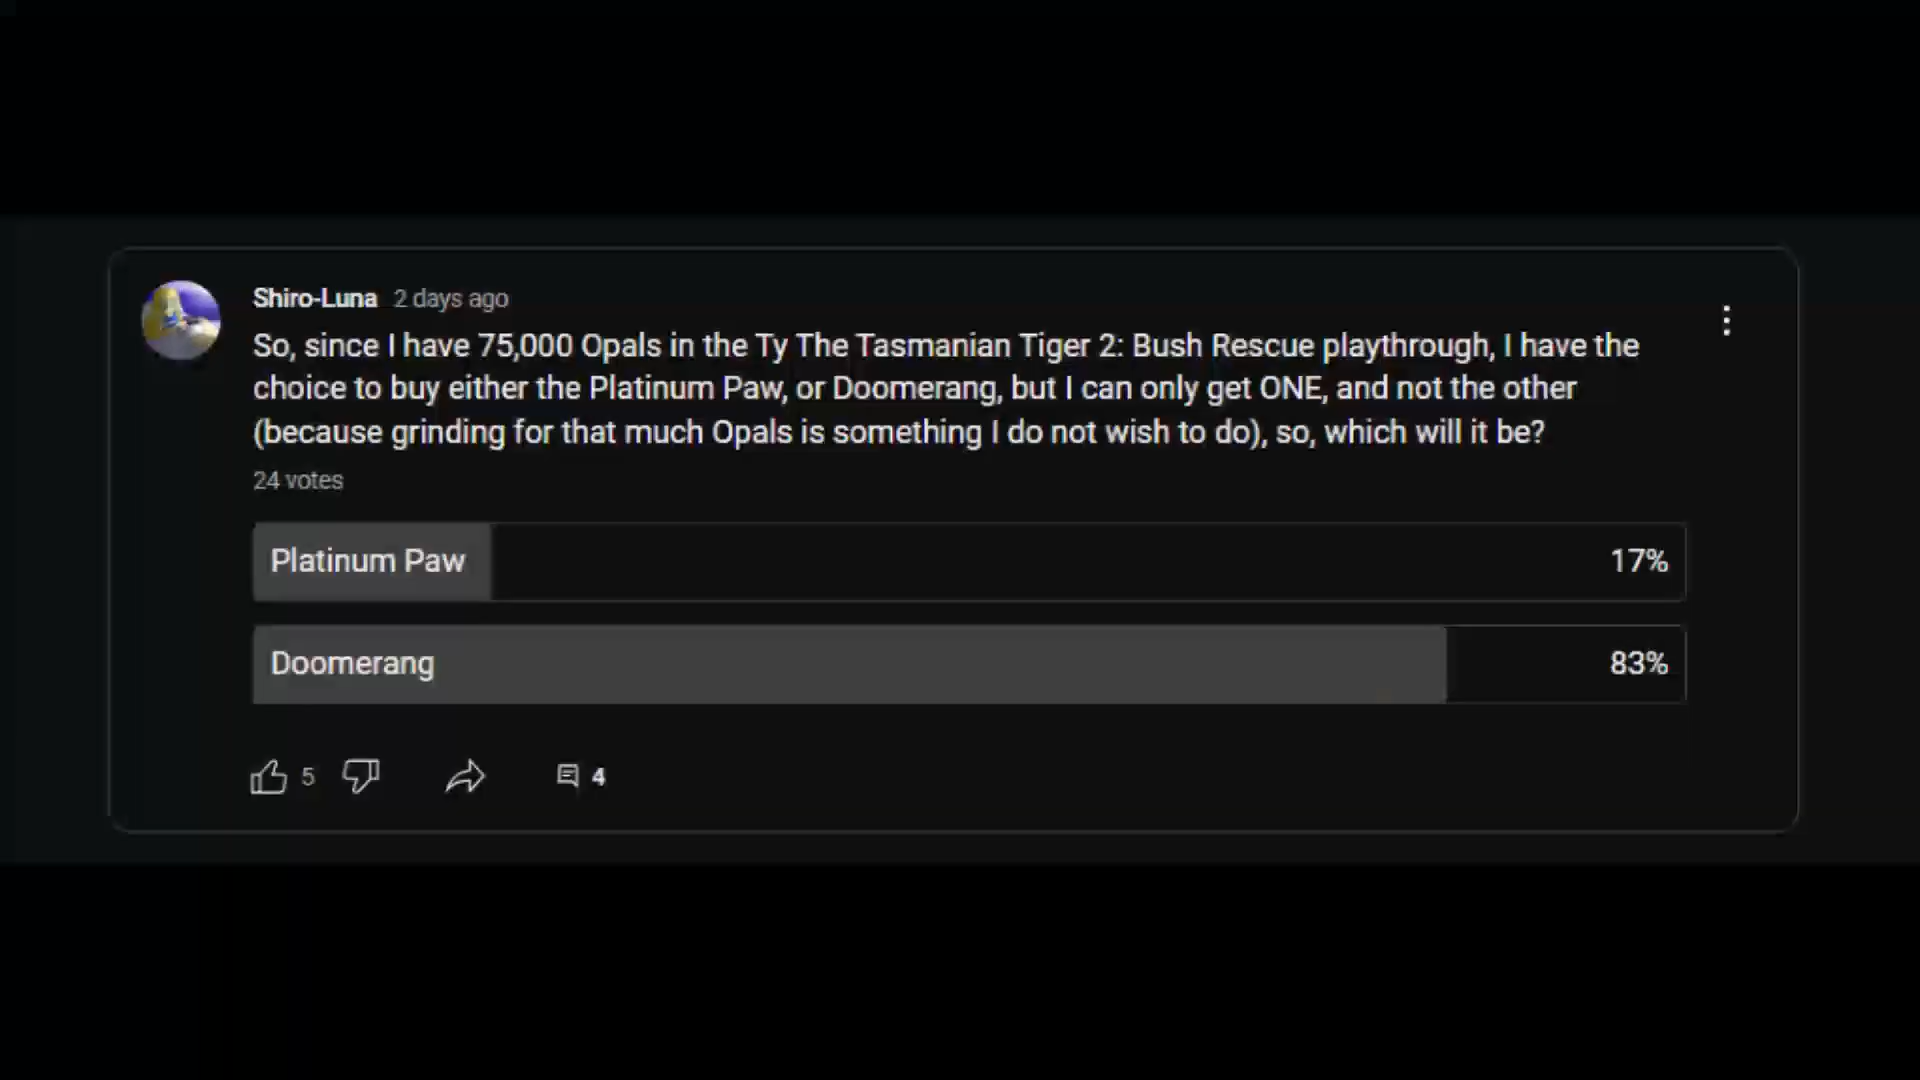 Shiro-Luna 2 days ago
So, since I have 75,000 Opals in the Ty The Tasmanian Tiger 2: Bush Rescue playthrough, I have the
choice to buy either the Platinum Paw, or Doomerang, but I can only get ONE, and not the other
(because grinding for that much Opals is something I do not wish to do), so, which will it be?
24 votes
Platinum Paw 17%
Doomerang 83%
5 4